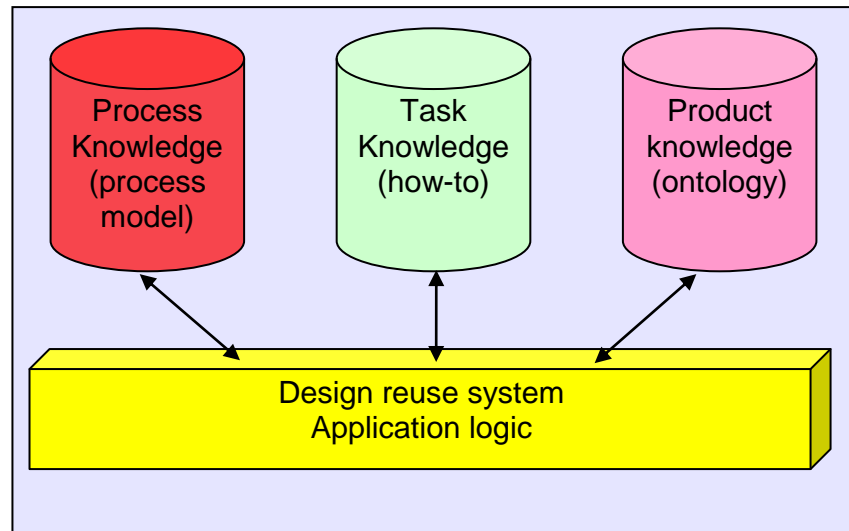 Process
Knowledge
(process
model)
Task
Knowledge
(how-to)
Product
knowledge
(ontology)
Design reuse system
Application logic